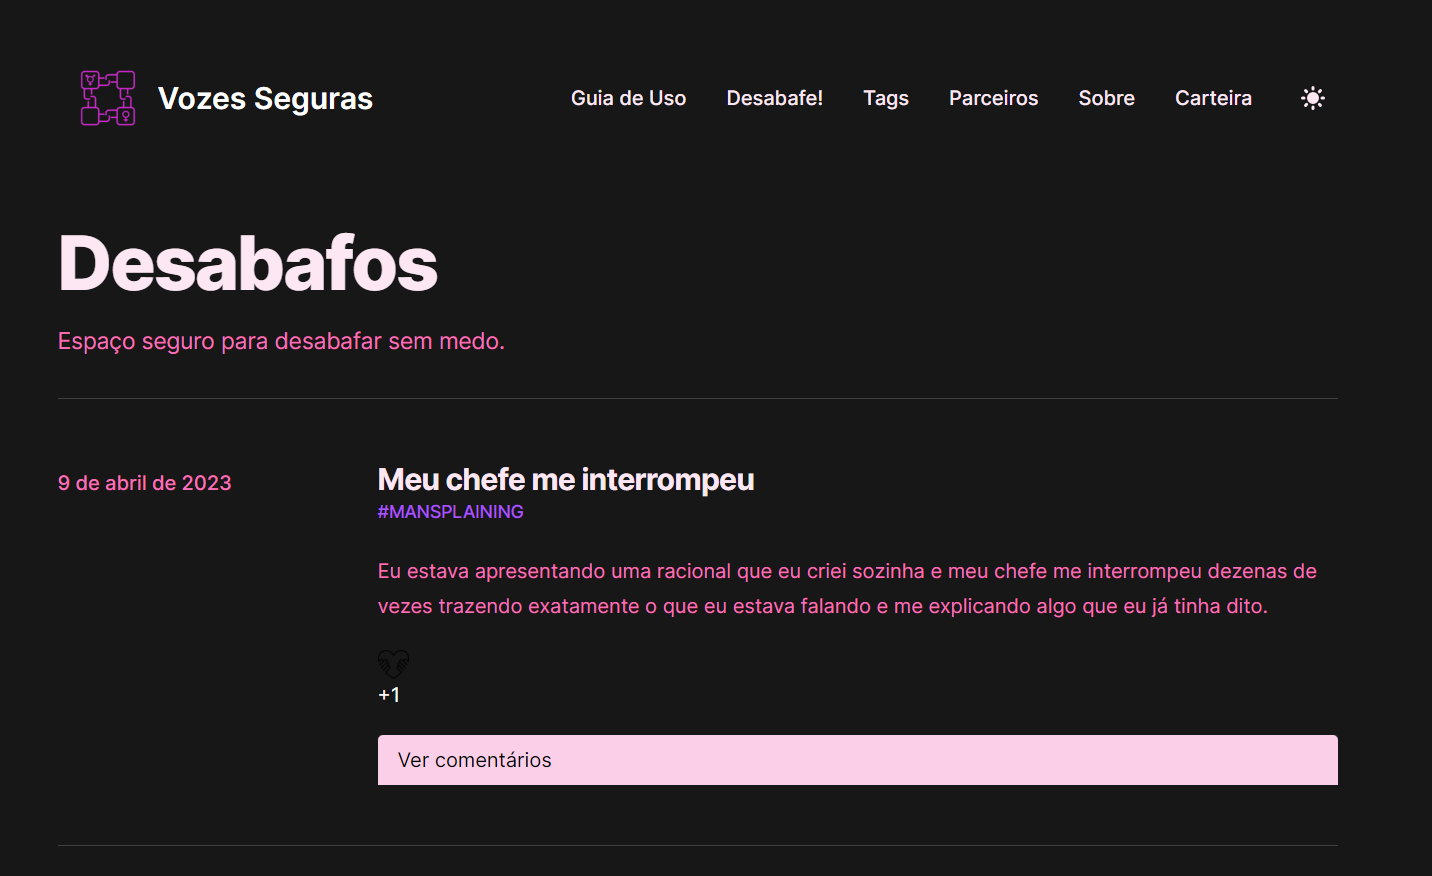 Vozes Seguras
Guia de Uso
Desabafe!
Tags
Parceiros
Sobre
Carteira
Desabafos
Espaço seguro para desabafar sem medo.
9 de abril de 2023
Meu chefe me interrompeu
#MANSPLAINING
Eu estava apresentando uma racional que eu criei sozinha e meu chefe me interrompeu dezenas de
vezes trazendo exatamente o que eu estava falando e me explicando algo que eu já tinha dito.
+1
Ver comentários